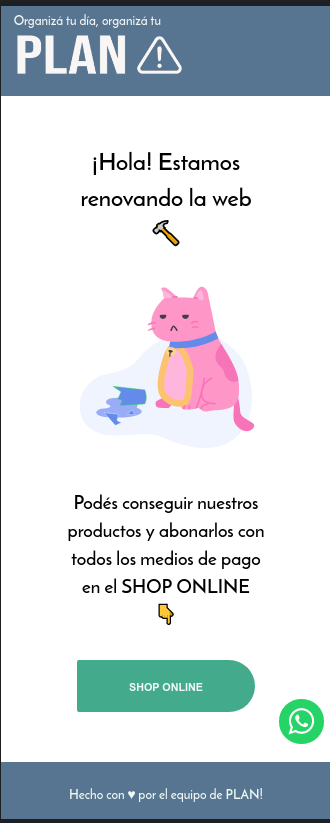 Organizá tu día, organizá tu
PLAN
¡Hola! Estamos
renovando la web
🔨
Podés conseguir nuestros
productos y abonarlos con
todos los medios de pago
en el SHOP ONLINE
👇
SHOP ONLINE
Hecho con ♥ por el equipo de PLAN!